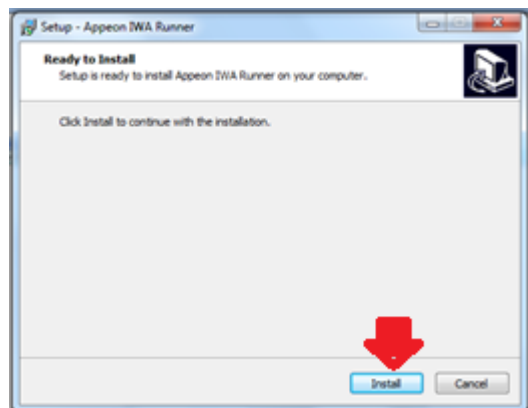 Setup - Appeon IWA Runner
Ready to Install
Setup is ready to install Appeon IWA Runner on your computer.
Click Install to continue with the installation.
Install
Cancel